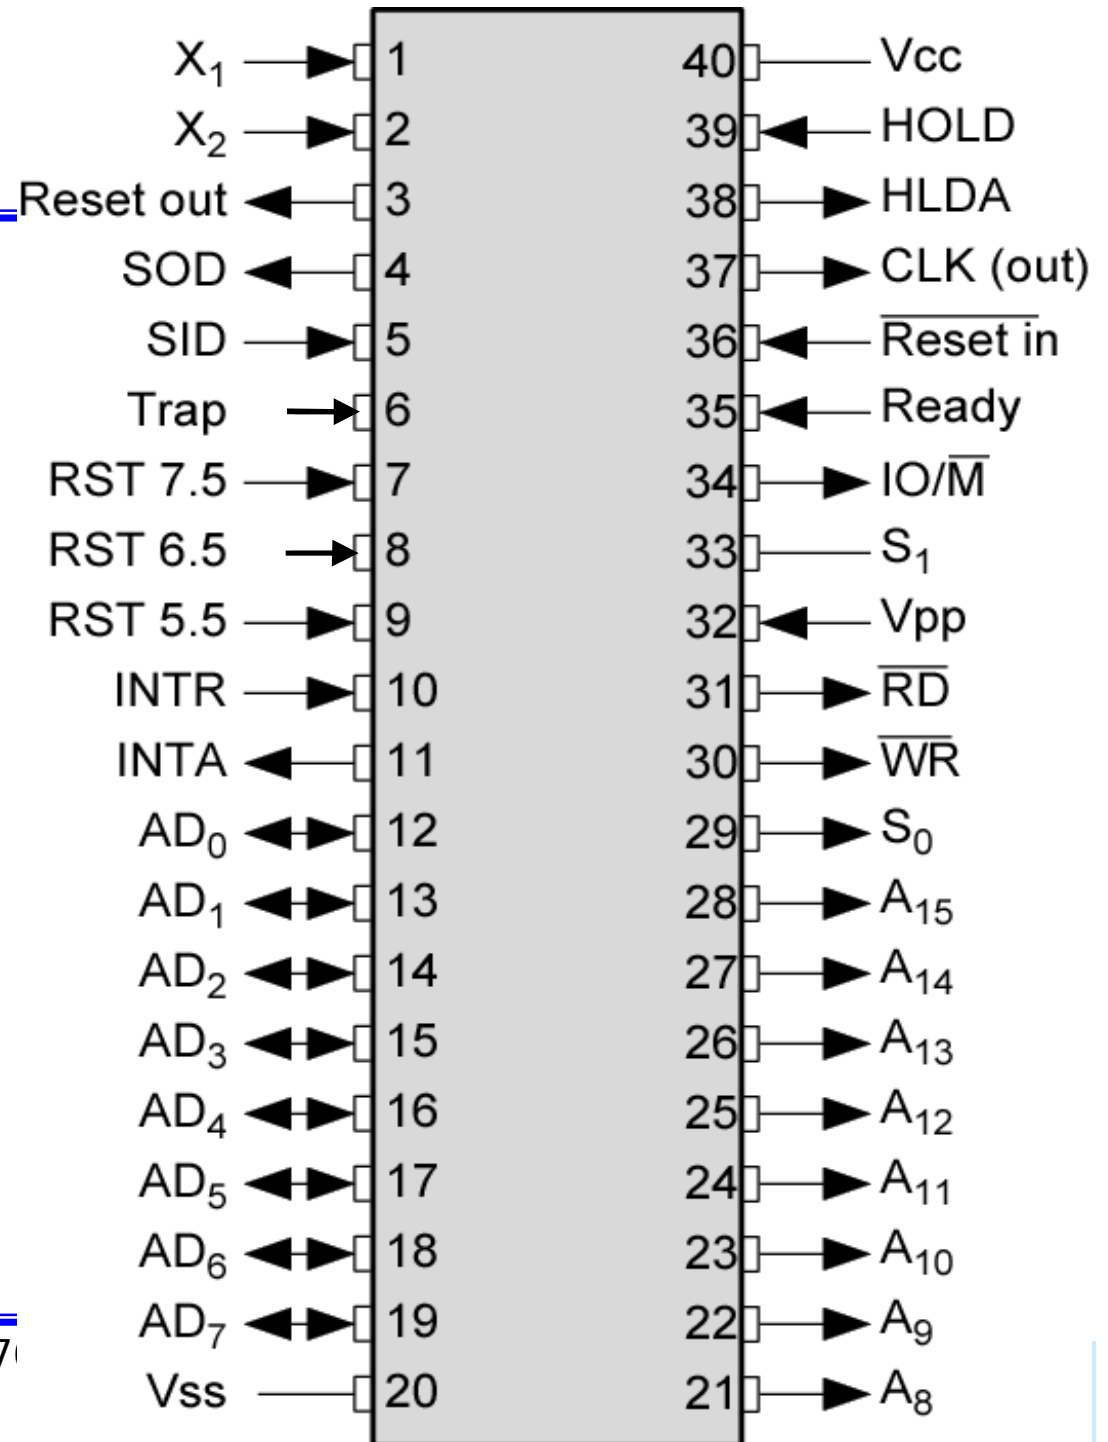 X₁ 1 40 Vcc
X₂ 2 39 HOLD
Reset out 3 38 HLDA
SOD 4 37 CLK (out)
SID 5 36 R̅e̅s̅e̅t̅ i̅n
Trap 6 35 Ready
RST 7.5 7 34 IO/M̅
RST 6.5 8 33 S₁
RST 5.5 9 32 Vpp
INTR 10 31 R̅D̅
INTA 11 30 W̅R̅
AD₀ 12 29 S₀
AD₁ 13 28 A₁₅
AD₂ 14 27 A₁₄
AD₃ 15 26 A₁₃
AD₄ 16 25 A₁₂
AD₅ 17 24 A₁₁
AD₆ 18 23 A₁₀
AD₇ 19 22 A₉
Vss 20 21 A₈